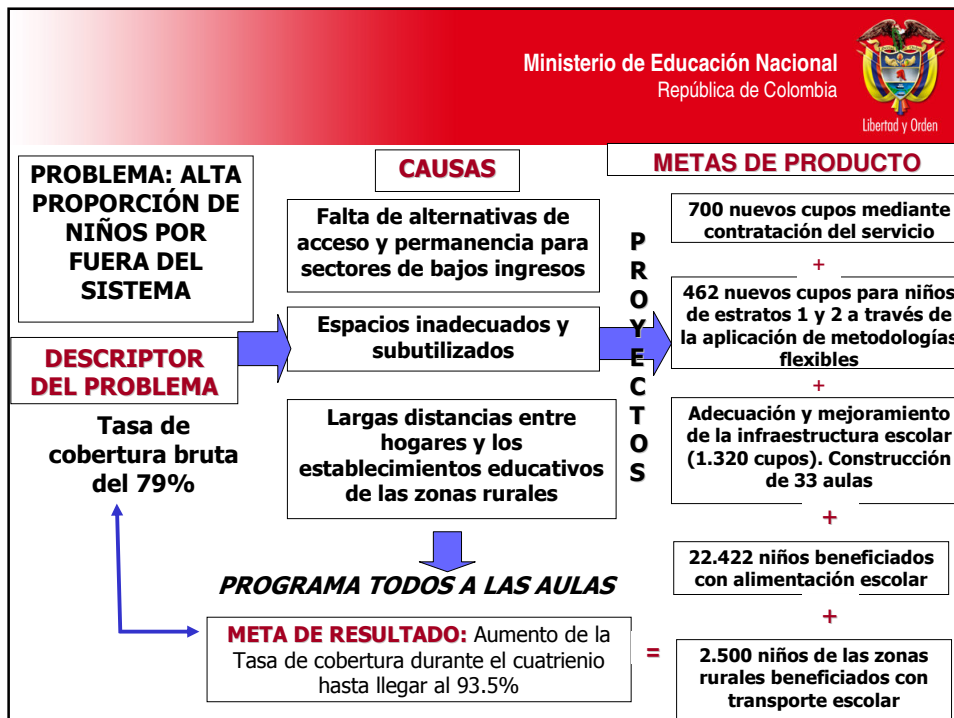 Ministerio de Educación Nacional
República de Colombia
Libertad y Orden
PROBLEMA: ALTA
PROPORCIÓN DE
NIÑOS POR
FUERA DEL
SISTEMA
DESCRIPTOR
DEL PROBLEMA
Tasa de
cobertura bruta
del 79%
CAUSAS
Falta de alternativas de
acceso y permanencia para
sectores de bajos ingresos
Espacios inadecuados y
subutilizados
Largas distancias entre
hogares y los
establecimientos educativos
de las zonas rurales
PROGRAMA TODOS A LAS AULAS
META DE RESULTADO: Aumento de la
Tasa de cobertura durante el cuatrienio
hasta llegar al 93.5%
P
R
O
Y
E
C
T
O
S
METAS DE PRODUCTO
700 nuevos cupos mediante
contratación del servicio
+
462 nuevos cupos para niños
de estratos 1 y 2 a través de
la aplicación de metodologías
flexibles
+
Adecuación y mejoramiento
de la infraestructura escolar
(1.320 cupos). Construcción
de 33 aulas
+
22.422 niños beneficiados
con alimentación escolar
+
=
2.500 niños de las zonas
rurales beneficiados con
transporte escolar